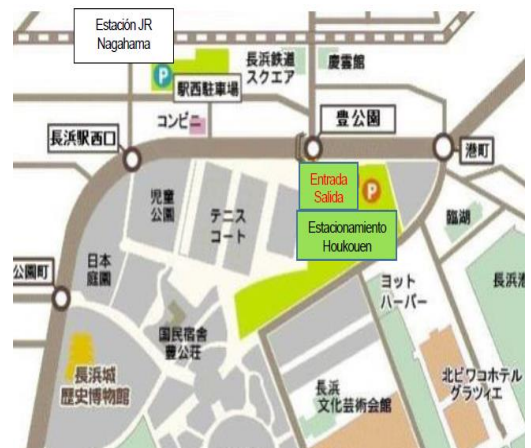 Estación JR
Nagahama
P
駅西駐車場
長浜鉄道
スクエア
慶雲館
コンビニ
長浜駅西口
豊公園
港町
Entrada
Salida
P
Estacionamiento
Houkouen
児童
公園
テニス
コート
臨湖
日本
庭園
公園町
ヨット
ハーバー
長浜港
国民宿舎
豊公荘
長浜城
歴史博物館
長浜
文化芸術会館
北ビワコホテル
グラツィエ